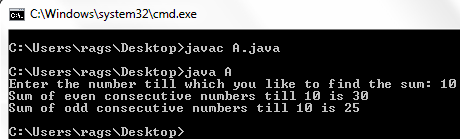 C:\Windows\system32\cmd.exe
C:\Users\rags\Desktop>javac A.java
C:\Users\rags\Desktop>java A
Enter the number till which you like to find the sum: 10
Sum of even consecutive numbers till 10 is 30
Sum of odd consecutive numbers till 10 is 25
C:\Users\rags\Desktop>